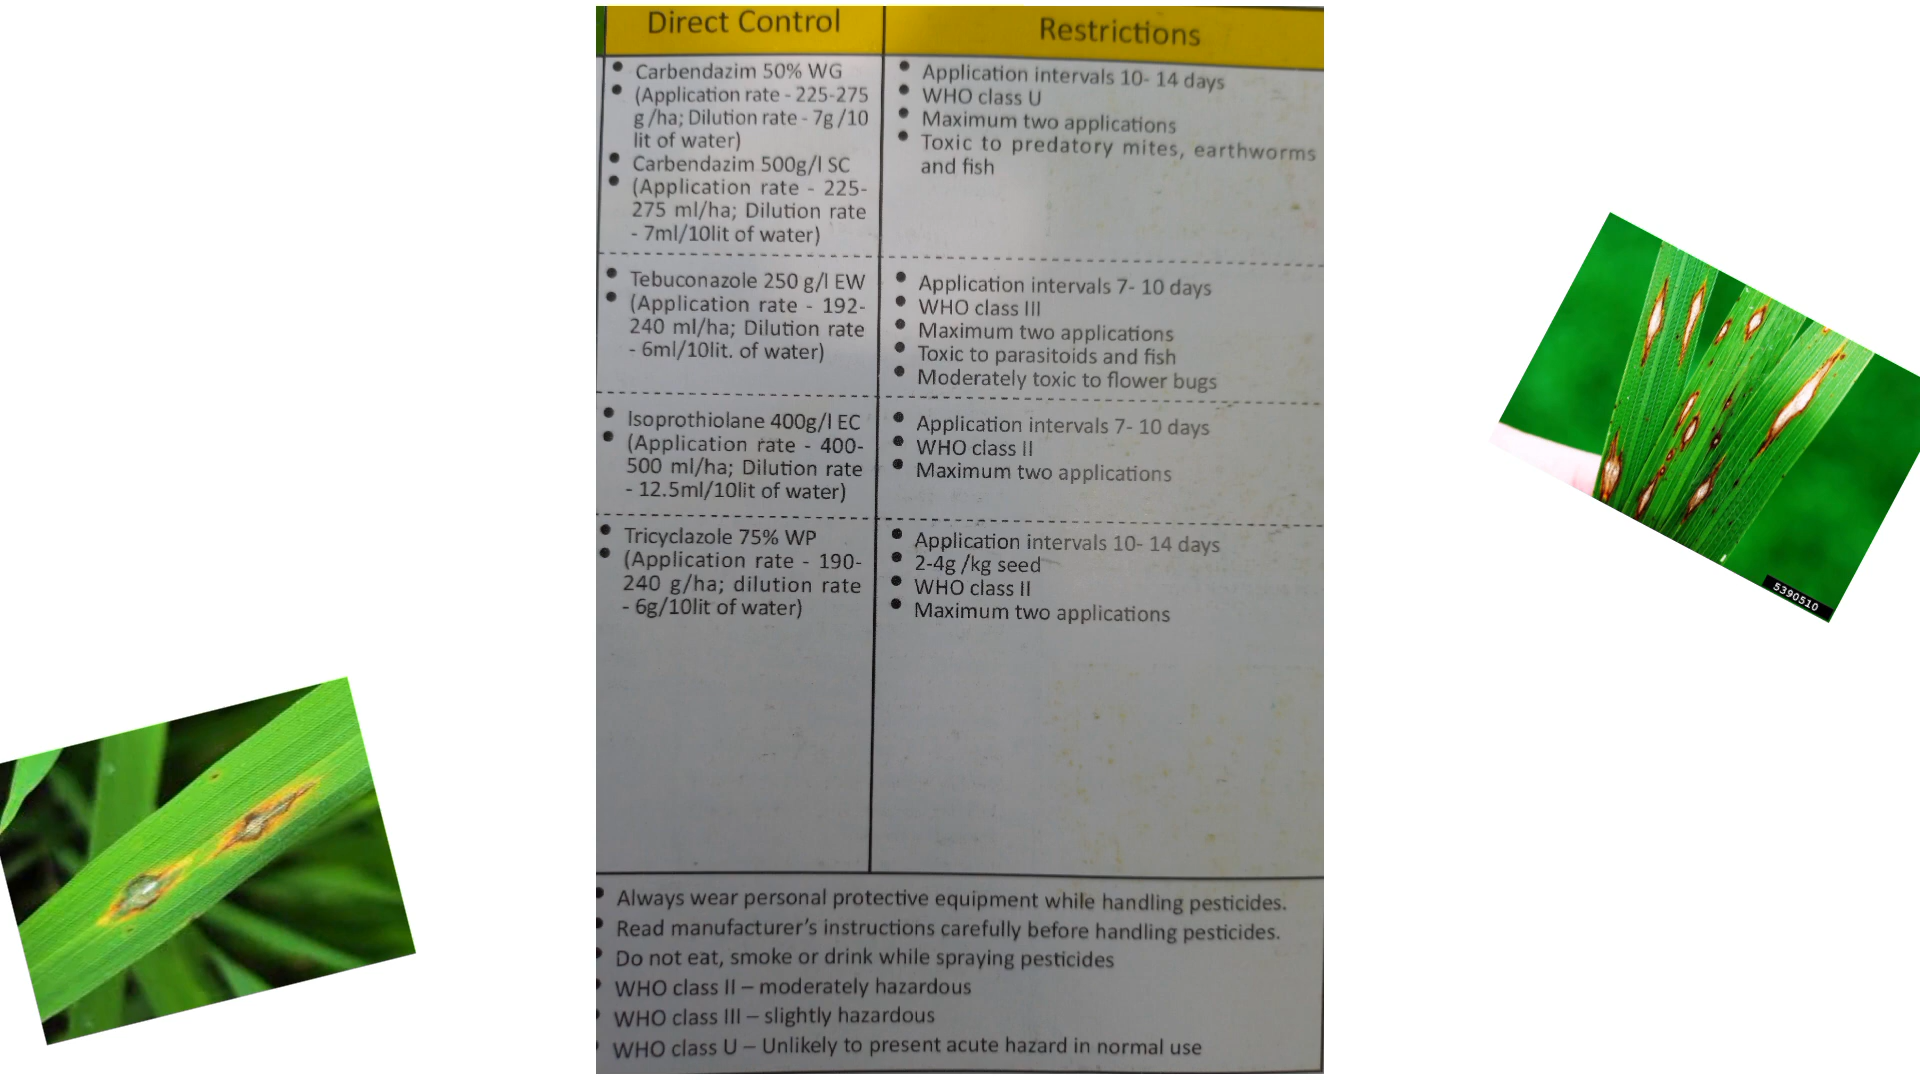 Direct Control
Carbendazim 50% WG
(Application rate - 225-275
g /ha; Dilution rate - 7g /10
lit of water)
Carbendazim 500g/l SC
(Application rate - 225-
275 ml/ha; Dilution rate
- 7ml/10lit of water)
Tebuconazole 250 g/l EW
(Application rate - 192-
240 ml/ha; Dilution rate
- 6ml/10lit. of water)
Isoprothiolane 400g/l EC
(Application rate - 400-
500 ml/ha; Dilution rate
- 12.5ml/10lit of water)
Tricyclazole 75% WP
(Application rate - 190-
240 g/ha; dilution rate
- 6g/10lit of water)
Restrictions
Application intervals 10- 14 days
WHO class U
Maximum two applications
Toxic to predatory mites, earthworms
and fish
Application intervals 7- 10 days
WHO class III
Maximum two applications
Toxic to parasitoids and fish
Moderately toxic to flower bugs
Application intervals 7- 10 days
WHO class II
Maximum two applications
Application intervals 10- 14 days
2-4g /kg seed
WHO class II
Maximum two applications
Always wear personal protective equipment while handling pesticides.
Read manufacturer's instructions carefully before handling pesticides.
Do not eat, smoke or drink while spraying pesticides
WHO class II – moderately hazardous
WHO class III – slightly hazardous
WHO class U – Unlikely to present acute hazard in normal use
5390510